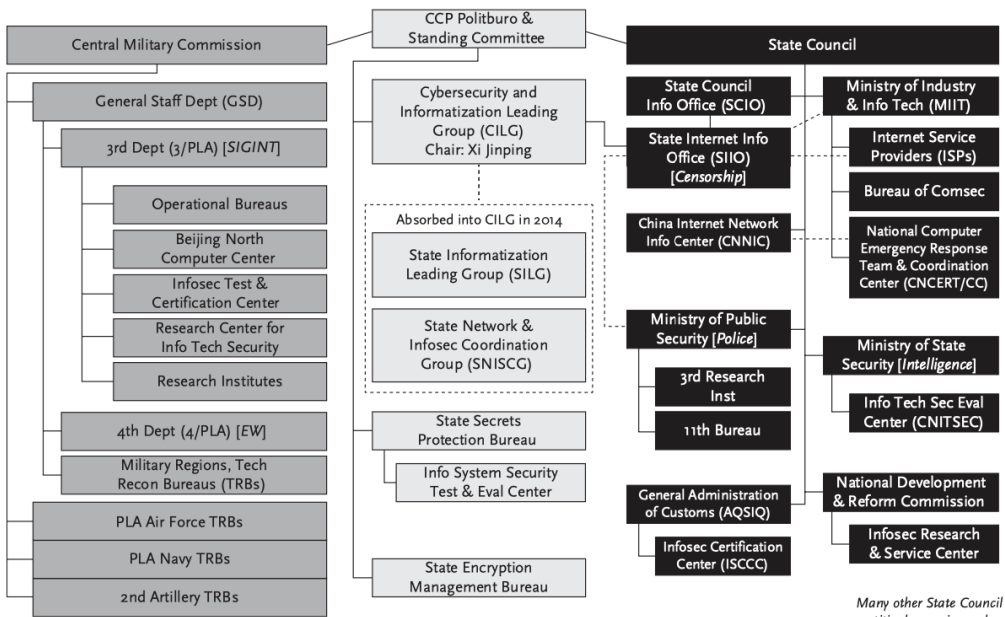 CCP Politburo &
Standing Committee
Central Military Commission
General Staff Dept (GSD)
3rd Dept (3/PLA) [SIGINT]
Operational Bureaus
Beijing North
Computer Center
Infosec Test &
Certification Center
Research Center for
Info Tech Security
Research Institutes
4th Dept (4/PLA) [EW]
Military Regions, Tech
Recon Bureaus (TRBs)
PLA Air Force TRBs
PLA Navy TRBs
2nd Artillery TRBs
Cybersecurity and
Informatization Leading
Group (CILG)
Chair: Xi Jinping
Absorbed into CILG in 2014
State Informatization
Leading Group (SILG)
State Network &
Infosec Coordination
Group (SNISCG)
State Secrets
Protection Bureau
Info System Security
Test & Eval Center
State Encryption
Management Bureau
State Council
State Council
Info Office (SCIO)
State Internet Info
Office (SIIO)
[Censorship]
China Internet Network
Info Center (CNNIC)
Ministry of Public
Security [Police]
3rd Research
Inst
11th Bureau
General Administration
of Customs (AQSIQ)
Infosec Certification
Center (ISCCC)
Ministry of Industry
& Info Tech (MIIT)
Internet Service
Providers (ISPs)
Bureau of Comsec
National Computer
Emergency Response
Team & Coordination
Center (CNCERT/CC)
Ministry of State
Security [Intelligence]
Info Tech Sec Eval
Center (CNITSEC)
National Development
& Reform Commission
Infosec Research
& Service Center
Many other State Council